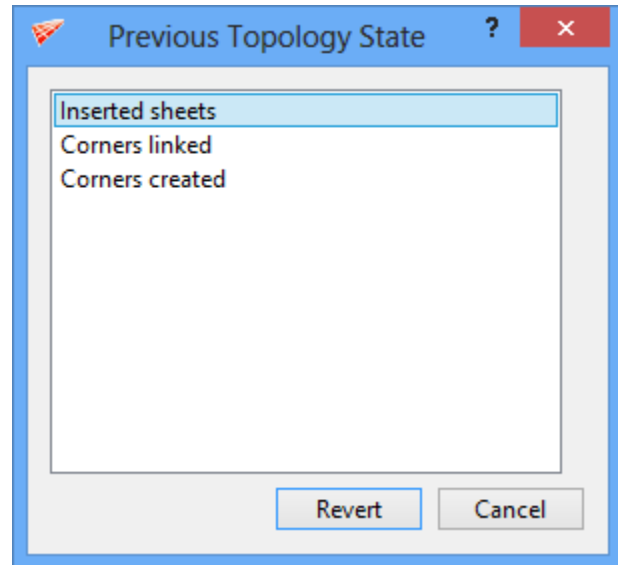 Previous Topology State ? ×
Inserted sheets
Corners linked
Corners created
Revert Cancel